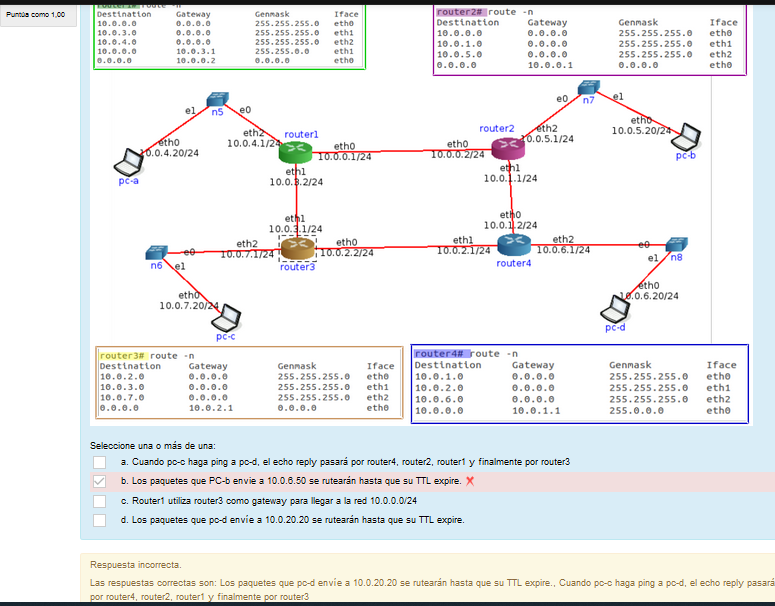 Puntúa como 1,00
router1# route -n
Destination Gateway Genmask Iface
10.0.0.0 0.0.0.0 255.255.255.0 eth0
10.0.3.0 0.0.0.0 255.255.255.0 eth1
10.0.4.0 0.0.0.0 255.255.255.0 eth2
10.0.0.0 10.0.3.1 255.255.0.0 eth1
0.0.0.0 10.0.0.2 0.0.0.0 eth0
router2# route -n
Destination Gateway Genmask Iface
10.0.0.0 0.0.0.0 255.255.255.0 eth0
10.0.1.0 0.0.0.0 255.255.255.0 eth1
10.0.5.0 0.0.0.0 255.255.255.0 eth2
0.0.0.0 10.0.0.1 0.0.0.0 eth0
e1
n5
e0
eth0
10.0.4.20/24
pc-a
eth2
10.0.4.1/24
router1
eth0
10.0.0.1/24
eth1
10.0.3.2/24
e0
n7
e1
router2
eth0
10.0.0.2/24
eth2
10.0.5.1/24
eth0
10.0.5.20/24
pc-b
eth1
10.0.1.1/24
eth1
10.0.3.1/24
eth2
10.0.7.1/24
eth0
10.0.2.2/24
router3
n6
e0
e1
eth0
10.0.7.20/24
pc-c
eth0
10.0.1.2/24
eth1
10.0.2.1/24
eth2
10.0.6.1/24
router4
e0
n8
e1
eth0
10.0.6.20/24
pc-d
router3# route -n
Destination Gateway Genmask Iface
10.0.2.0 0.0.0.0 255.255.255.0 eth0
10.0.3.0 0.0.0.0 255.255.255.0 eth1
10.0.7.0 0.0.0.0 255.255.255.0 eth2
0.0.0.0 10.0.2.1 0.0.0.0 eth0
router4# route -n
Destination Gateway Genmask Iface
10.0.1.0 0.0.0.0 255.255.255.0 eth0
10.0.2.0 0.0.0.0 255.255.255.0 eth1
10.0.6.0 0.0.0.0 255.255.255.0 eth2
10.0.0.0 10.0.1.1 255.0.0.0 eth0
Seleccione una o más de una:
a. Cuando pc-c haga ping a pc-d, el echo reply pasará por router4, router2, router1 y finalmente por router3
b. Los paquetes que PC-b envie a 10.0.6.50 se rutearán hasta que su TTL expire.
c. Router1 utiliza router3 como gateway para llegar a la red 10.0.0.0/24
d. Los paquetes que pc-d envíe a 10.0.20.20 se rutearán hasta que su TTL expire.
Respuesta incorrecta.
Las respuestas correctas son: Los paquetes que pc-d envíe a 10.0.20.20 se rutearán hasta que su TTL expire., Cuando pc-c haga ping a pc-d, el echo reply pasará
por router4, router2, router1 y finalmente por router3